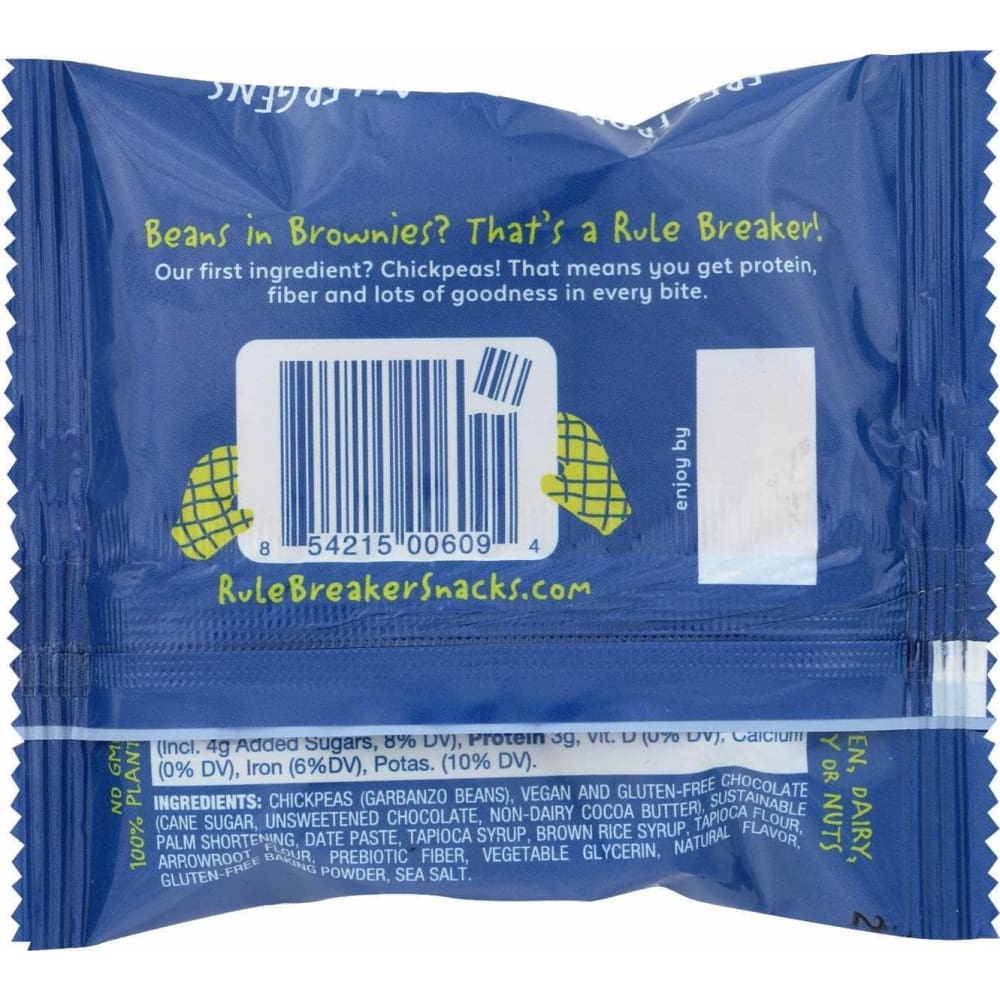 ALLERGENS
Beans in Brownies? That's a Rule Breaker!
Our first ingredient? Chickpeas! That means you get protein,
fiber and lots of goodness in every bite.
enjoy by
8 54215 00609 4
RuleBreakerSnacks.com
(Incl. 4g Added Sugars, 8% DV), Protein 3g, Vit. D (0% DV), Calcium
(0% DV), Iron (6%DV), Potas. (10% DV).
INGREDIENTS: CHICKPEAS (GARBANZO BEANS), VEGAN AND GLUTEN-FREE CHOCOLATE
(CANE SUGAR, UNSWEETENED CHOCOLATE, NON-DAIRY COCOA BUTTER), SUSTAINABLE
PALM SHORTENING, DATE PASTE, TAPIOCA SYRUP, BROWN RICE SYRUP, TAPIOCA FLOUR,
ARROWROOT FLOUR, PREBIOTIC FIBER, VEGETABLE GLYCERIN, NATURAL FLAVOR,
GLUTEN-FREE BAKING POWDER, SEA SALT.
NO GM
100% PLANT
EN, DAIRY,
Y OR NUTS
2